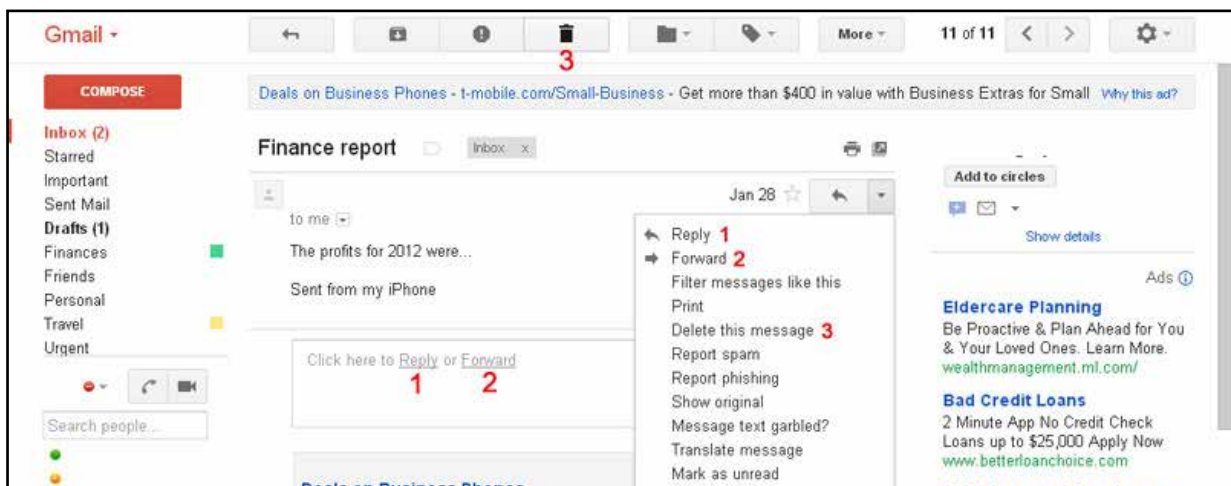 Gmail
More
11 of 11
3
COMPOSE
Deals on Business Phones - t-mobile.com/Small-Business - Get more than $400 in value with Business Extras for Small Why this ad?
Inbox (2)
Starred
Important
Sent Mail
Drafts (1)
Finances
Friends
Personal
Travel
Urgent
Search people...
Finance report
Inbox x
Jan 28
to me
The profits for 2012 were...
Sent from my iPhone
Click here to Reply or Forward
1 2
Deals on Business Phones
Reply 1
Forward 2
Filter messages like this
Print
Delete this message 3
Report spam
Report phishing
Show original
Message text garbled?
Translate message
Mark as unread
Add to circles
Show details
Ads
Eldercare Planning
Be Proactive & Plan Ahead for You
& Your Loved Ones. Learn More.
wealthmanagement.ml.com/
Bad Credit Loans
2 Minute App No Credit Check
Loans up to $25,000 Apply Now
www.betterloanchoice.com